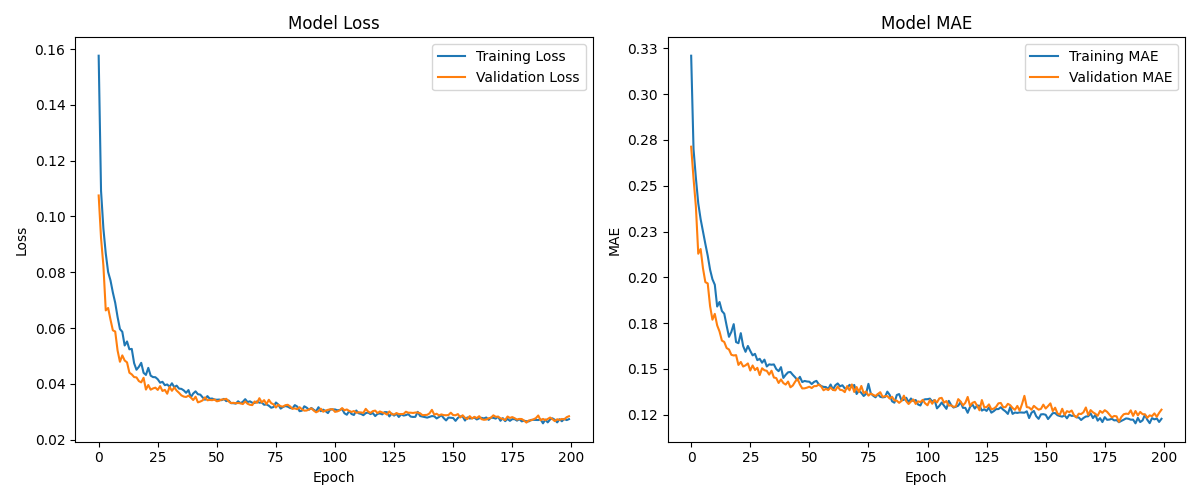 Model Loss
Loss
0.16
0.14
0.12
0.10
0.08
0.06
0.04
0.02
Training Loss
Validation Loss
0 25 50 75 100 125 150 175 200
Epoch
Model MAE
MAE
0.33
0.30
0.28
0.25
0.23
0.20
0.18
0.15
0.12
Training MAE
Validation MAE
0 25 50 75 100 125 150 175 200
Epoch